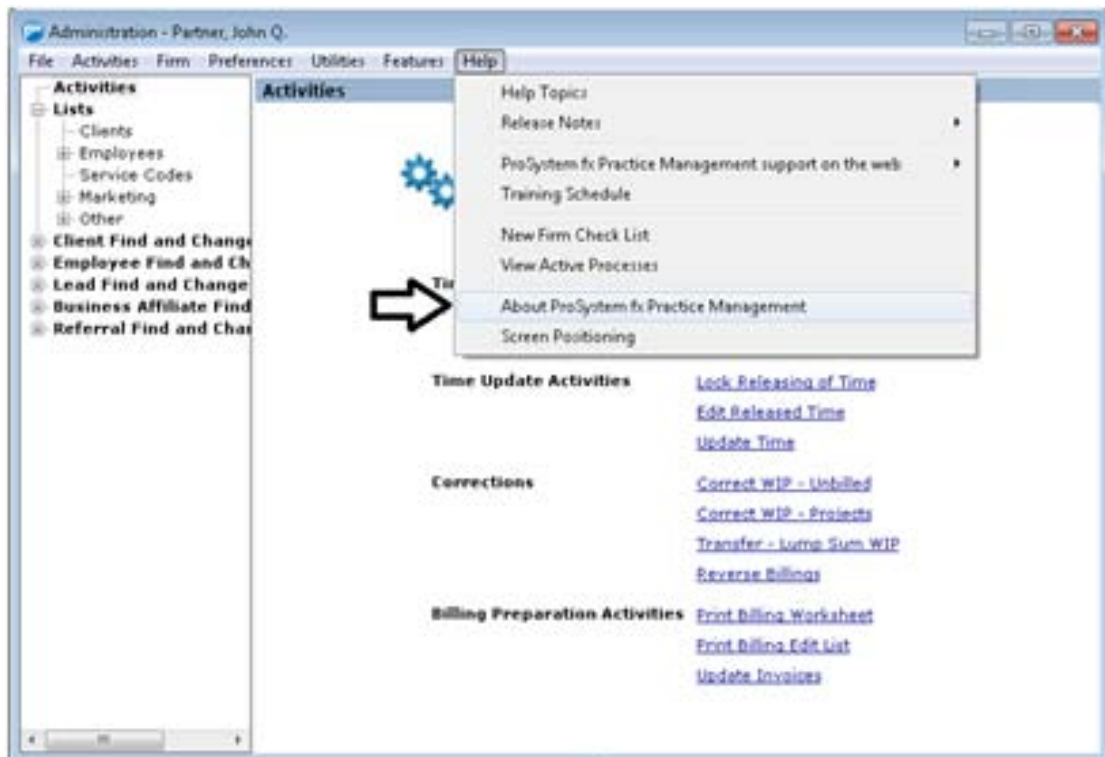 Administration - Partner, John Q.
File Activities Firm Preferences Utilities Features Help
Activities
Lists
Clients
Employees
Service Codes
Marketing
Other
Client Find and Change
Employee Find and Ch
Lead Find and Change
Business Affiliate Find
Referral Find and Cha
Activities
Help Topics
Release Notes
ProSystem fx Practice Management support on the web
Training Schedule
New Firm Check List
View Active Processes
About ProSystem fx Practice Management
Screen Positioning
Time Update Activities
Lock Releasing of Time
Edit Released Time
Update Time
Corrections
Correct WIP - Unbilled
Correct WIP - Projects
Transfer - Lump Sum WIP
Reverse Billings
Billing Preparation Activities
Print Billing Worksheet
Print Billing Edit List
Update Invoices